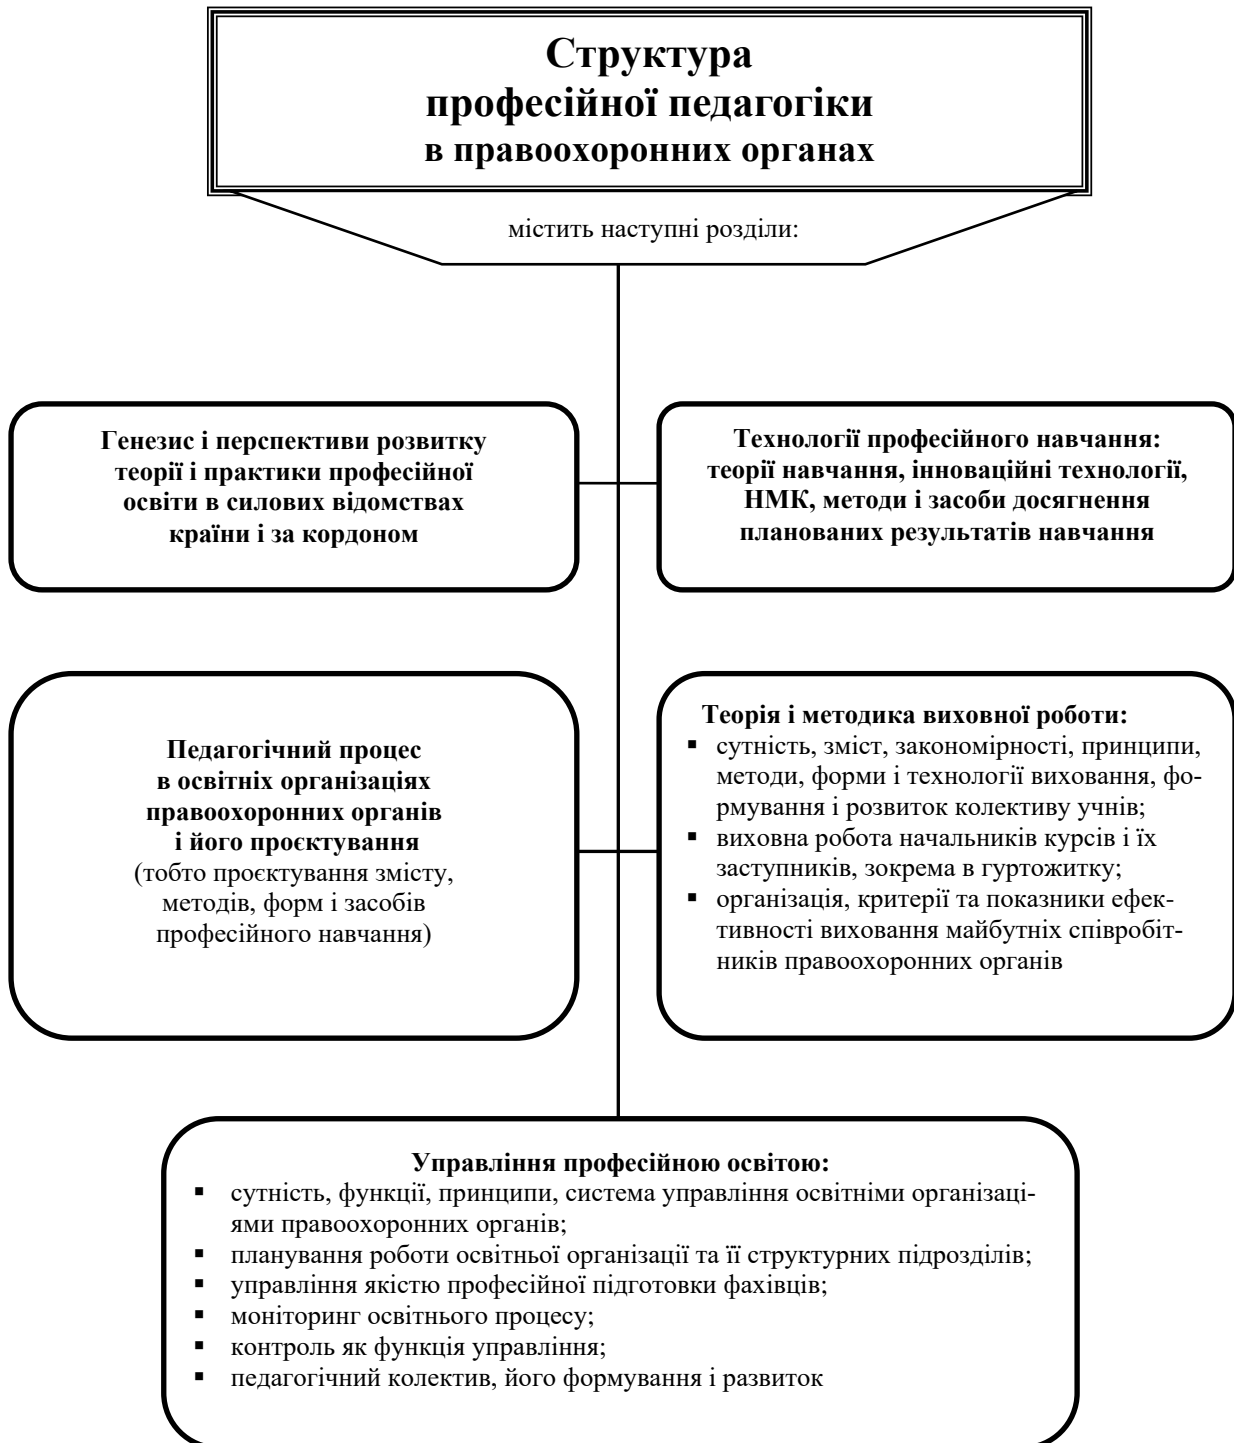 Структура
професійної педагогіки
в правоохоронних органах
містить наступні розділи:
Генезис і перспективи розвитку
теорії і практики професійної
освіти в силових відомствах
країни і за кордоном
Технології професійного навчання:
теорії навчання, інноваційні технології,
НМК, методи і засоби досягнення
планованих результатів навчання
Педагогічний процес
в освітніх організаціях
правоохоронних органів
і його проєктування
(тобто проєктування змісту,
методів, форм і засобів
професійного навчання)
Теорія і методика виховної роботи:
▪ сутність, зміст, закономірності, принципи,
методи, форми і технології виховання, фо-
рмування і розвиток колективу учнів;
▪ виховна робота начальників курсів і їх
заступників, зокрема в гуртожитку;
▪ організація, критерії та показники ефек-
тивності виховання майбутніх співробіт-
ників правоохоронних органів
Управління професійною освітою:
▪ сутність, функції, принципи, система управління освітніми організаці-
ями правоохоронних органів;
▪ планування роботи освітньої організації та її структурних підрозділів;
▪ управління якістю професійної підготовки фахівців;
▪ моніторинг освітнього процесу;
▪ контроль як функція управління;
▪ педагогічний колектив, його формування і развиток